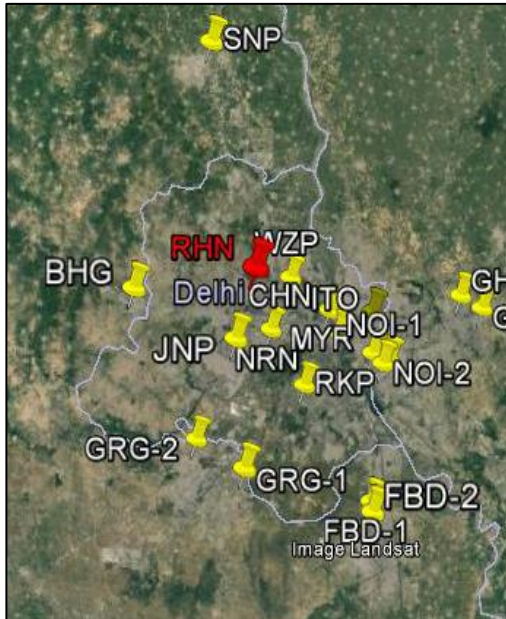 SNP
RHN
WZP
BHG
Delhi
CHN
ITO
GH
G
NOI-1
MYR
JNP
NRN
NOI-2
RKP
GRG-2
GRG-1
FBD-2
FBD-1
Image Landsat